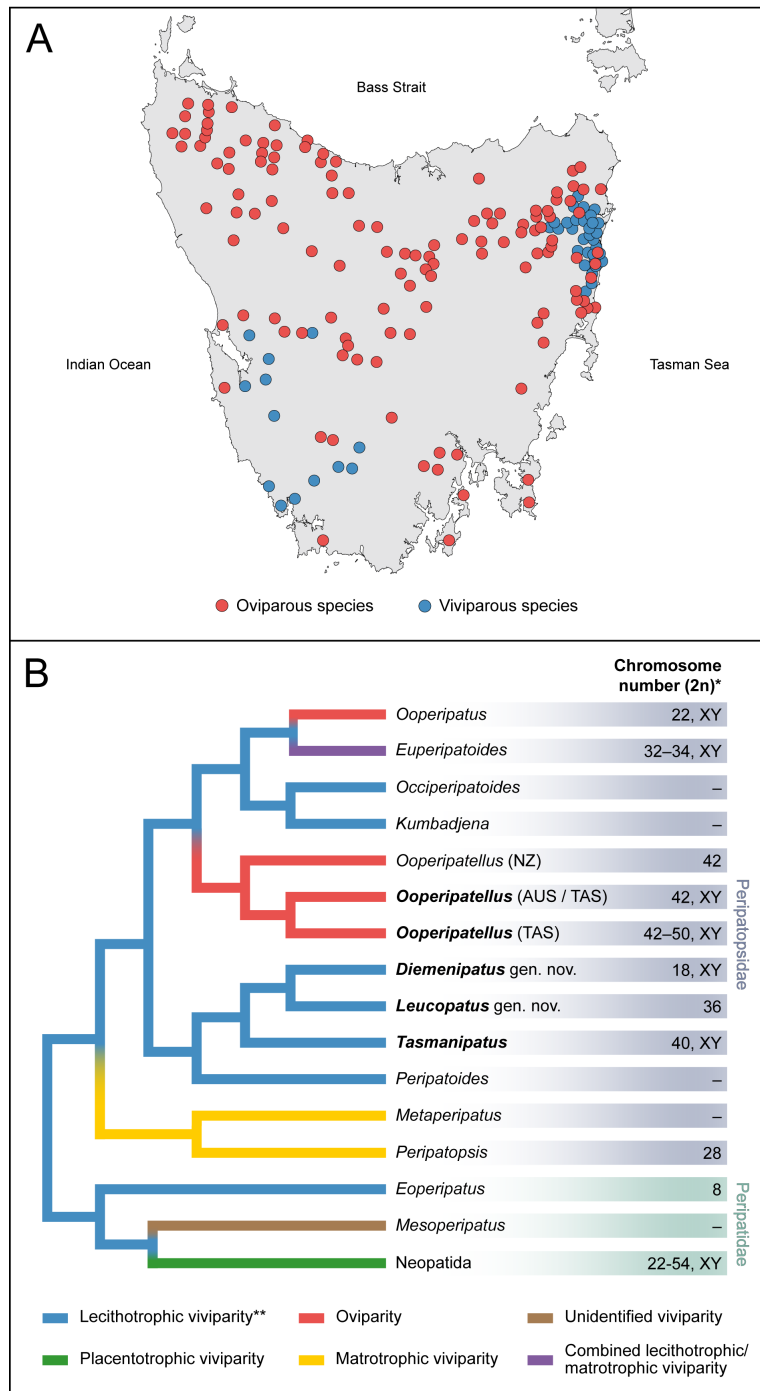 A
Bass Strait
Indian Ocean
Tasman Sea
Oviparous species
Viviparous species
B
Chromosome
number (2n)*
Ooperipatus 22, XY
Euperipatoides 32–34, XY
Occiperipatoides –
Kumbadjena –
Ooperipatellus (NZ) 42
Ooperipatellus (AUS / TAS) 42, XY
Ooperipatellus (TAS) 42–50, XY
Diemenipatus gen. nov. 18, XY
Leucopatus gen. nov. 36
Tasmanipatus 40, XY
Peripatoides –
Metaperipatus –
Peripatopsis 28
Peripatopsidae
Eoperipatus 8
Mesoperipatus –
Neopatida 22-54, XY
Peripatidae
Lecithotrophic viviparity**
Oviparity
Unidentified viviparity
Placentotrophic viviparity
Matrotrophic viviparity
Combined lecithotrophic/
matrotrophic viviparity